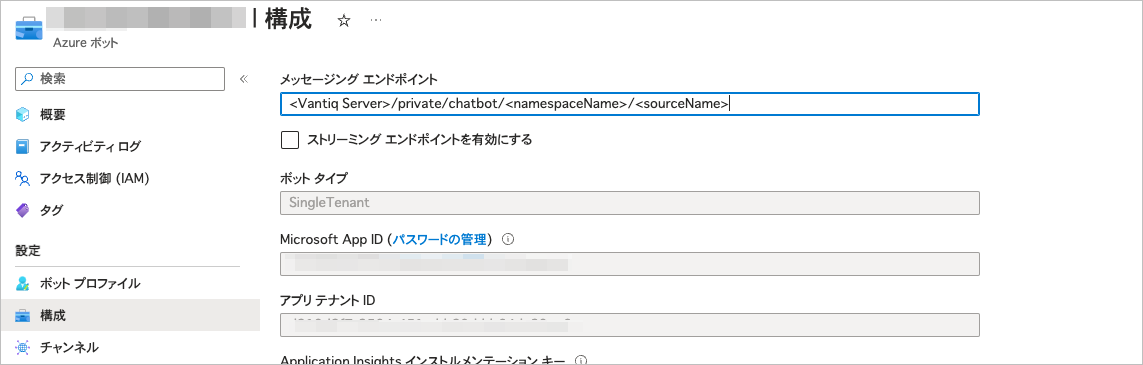 | 構成 ☆ ...
Azure ボット
検索 «
概要
アクティビティ ログ
アクセス制御 (IAM)
タグ
設定
ボット プロファイル
構成
チャンネル
メッセージング エンドポイント
<Vantiq Server>/private/chatbot/<namespaceName>/<sourceName>
ストリーミング エンドポイントを有効にする
ボット タイプ
SingleTenant
Microsoft App ID (パスワードの管理)
アプリ テナント ID
Application Insights インストルメンテーション キー